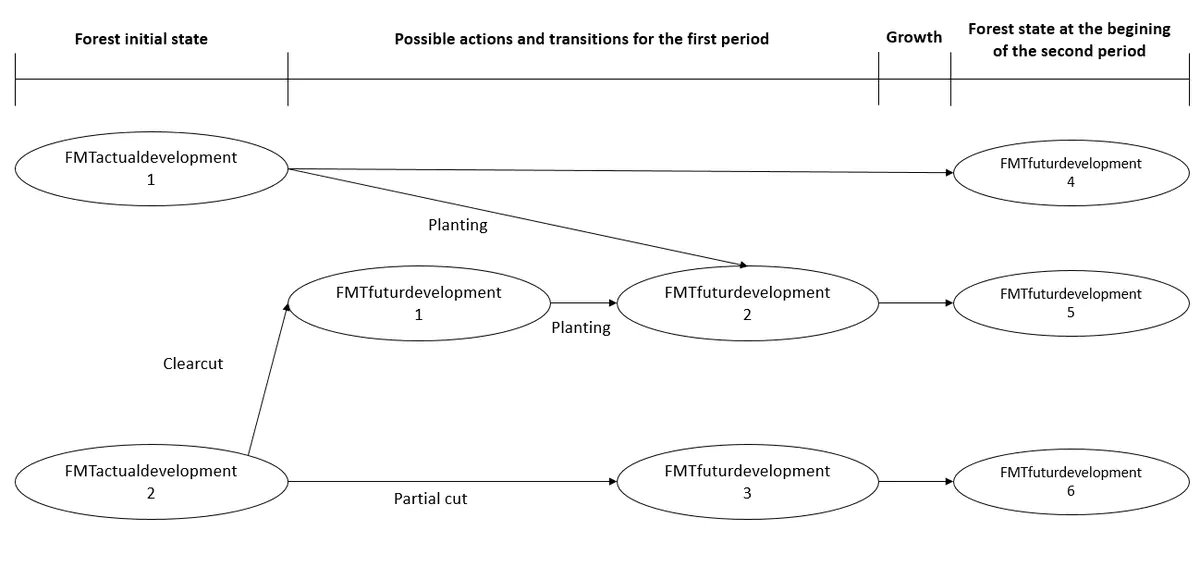 Forest initial state
Possible actions and transitions for the first period
Growth
Forest state at the begining
of the second period
FMTactualdevelopment
1
FMTfuturdevelopment
4
Planting
FMTfuturdevelopment
1
Planting
FMTfuturdevelopment
2
FMTfuturdevelopment
5
Clearcut
FMTactualdevelopment
2
Partial cut
FMTfuturdevelopment
3
FMTfuturdevelopment
6